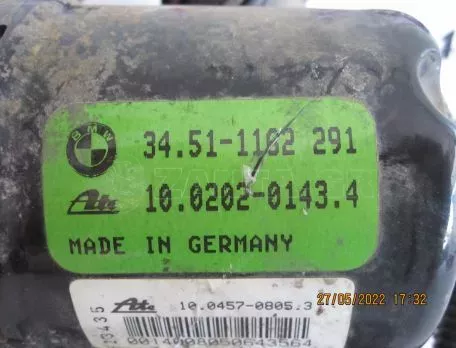 BMW
34.51-1102 291
Ate 10.0202-0143.4
MADE IN GERMANY
Ate 10.0457-0805.3
27/05/2022 17:32